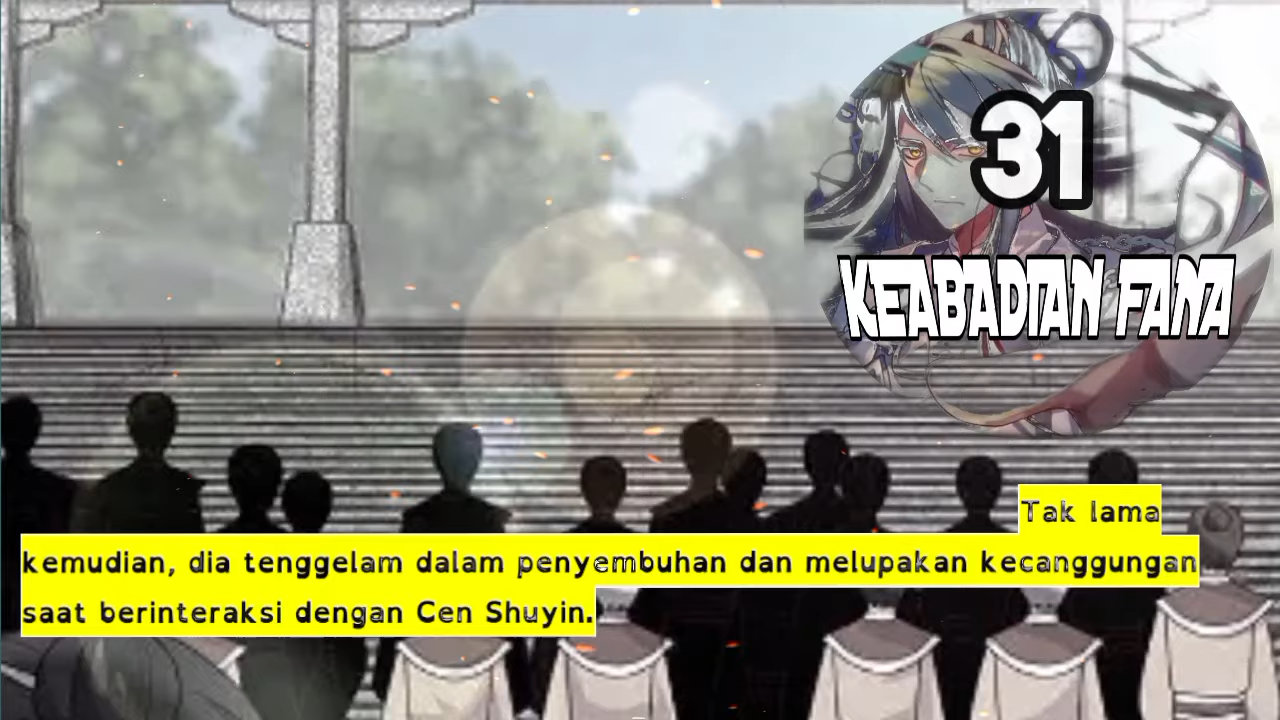 31
KEABADIAN FANA
Tak lama
kemudian, dia tenggelam dalam penyembuhan dan melupakan kecanggungan
saat berinteraksi dengan Cen Shuyin.